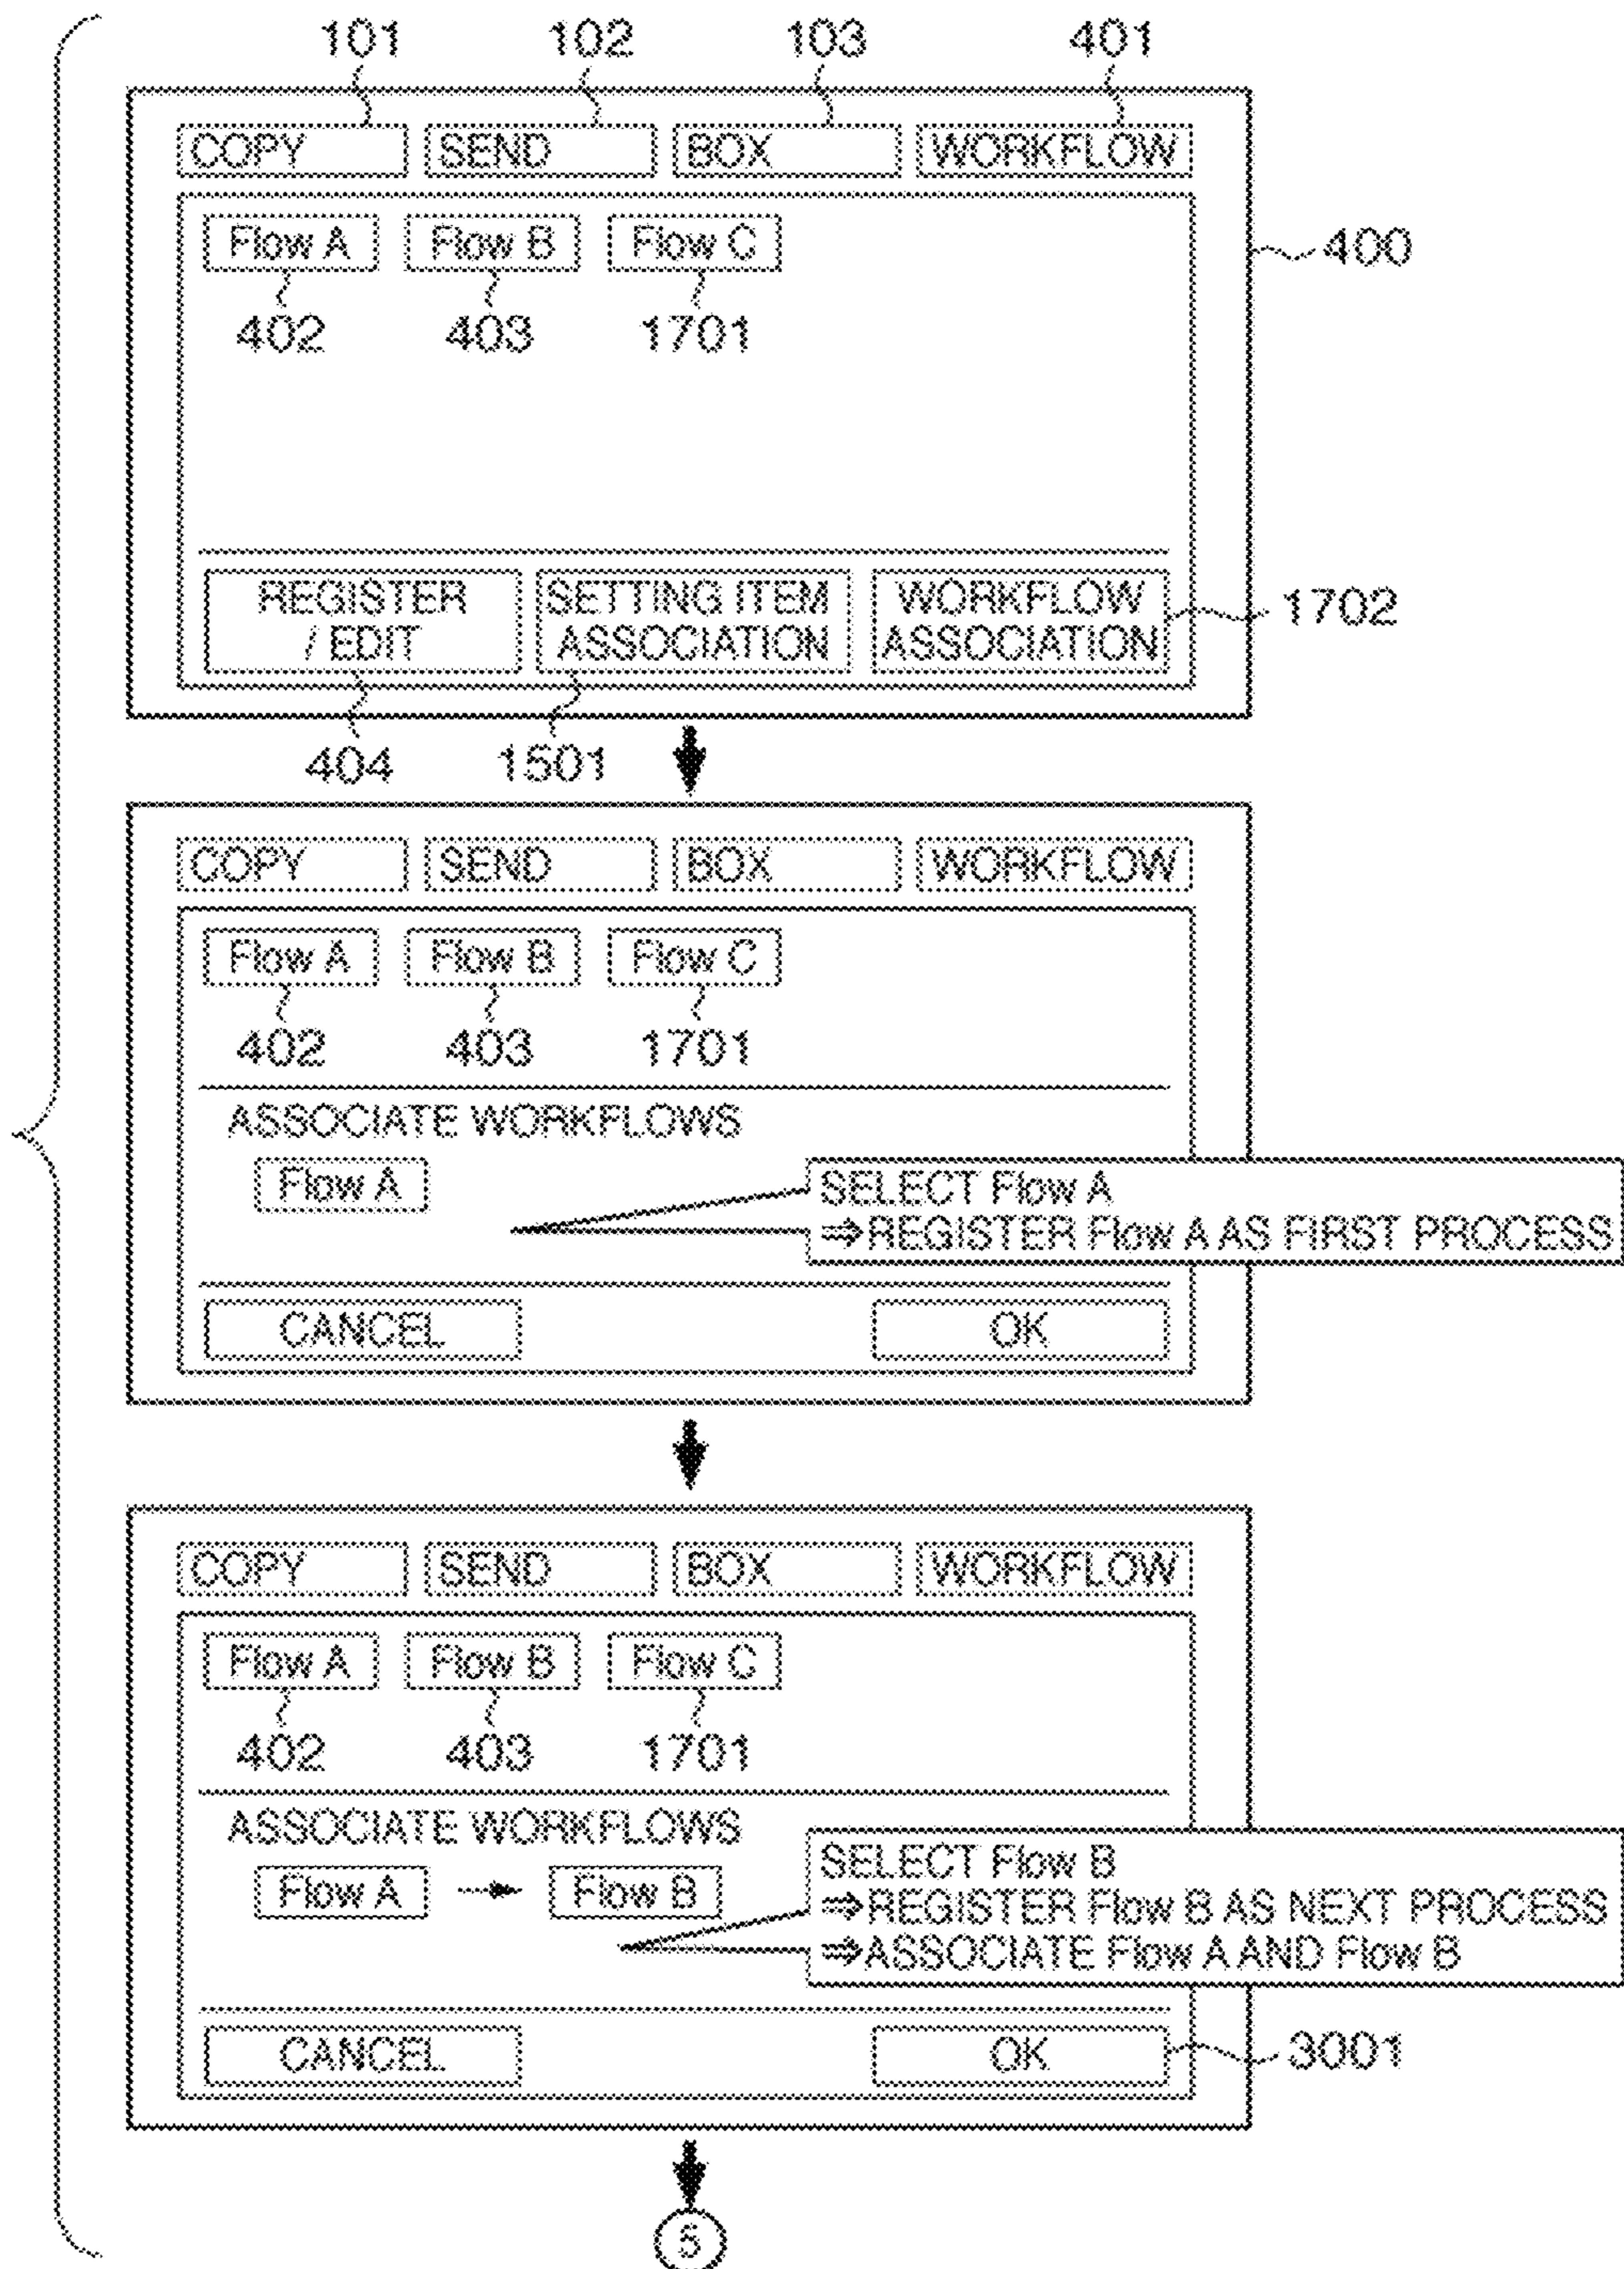 101 102 103 401
COPY SEND BOX WORKFLOW
Flow A Flow B Flow C
400
402 403 1701
REGISTER / EDIT
SETTING ITEM ASSOCIATION
WORKFLOW ASSOCIATION
1702
404 1501
COPY SEND BOX WORKFLOW
Flow A Flow B Flow C
402 403 1701
ASSOCIATE WORKFLOWS
Flow A
SELECT Flow A
⇒REGISTER Flow A AS FIRST PROCESS
CANCEL OK
COPY SEND BOX WORKFLOW
Flow A Flow B Flow C
402 403 1701
ASSOCIATE WORKFLOWS
Flow A Flow B
SELECT Flow B
⇒REGISTER Flow B AS NEXT PROCESS
⇒ASSOCIATE Flow A AND Flow B
CANCEL OK 3001
5